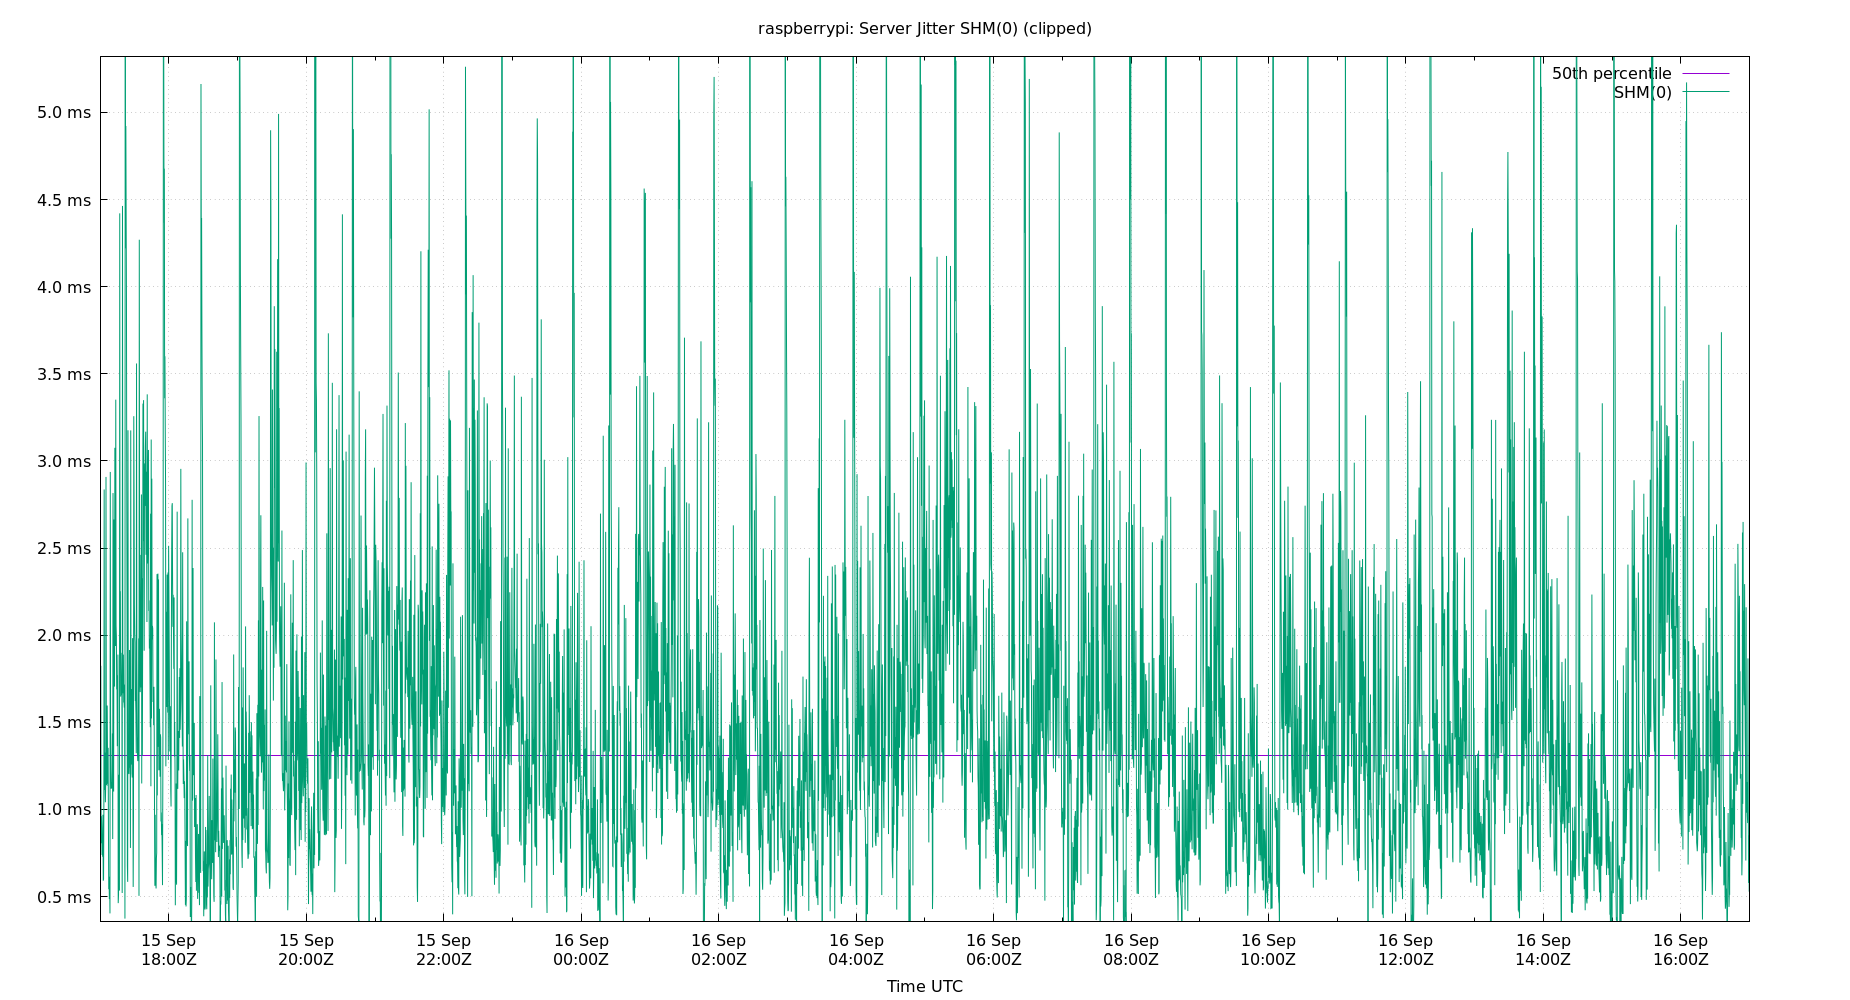 raspberrypi: Server Jitter SHM(0) (clipped)
50th percentile
SHM(0)
5.0 ms
4.5 ms
4.0 ms
3.5 ms
3.0 ms
2.5 ms
2.0 ms
1.5 ms
1.0 ms
0.5 ms
15 Sep 15 Sep 15 Sep 16 Sep 16 Sep 16 Sep 16 Sep 16 Sep 16 Sep 16 Sep 16 Sep 16 Sep
18:00Z 20:00Z 22:00Z 00:00Z 02:00Z 04:00Z 06:00Z 08:00Z 10:00Z 12:00Z 14:00Z 16:00Z
Time UTC